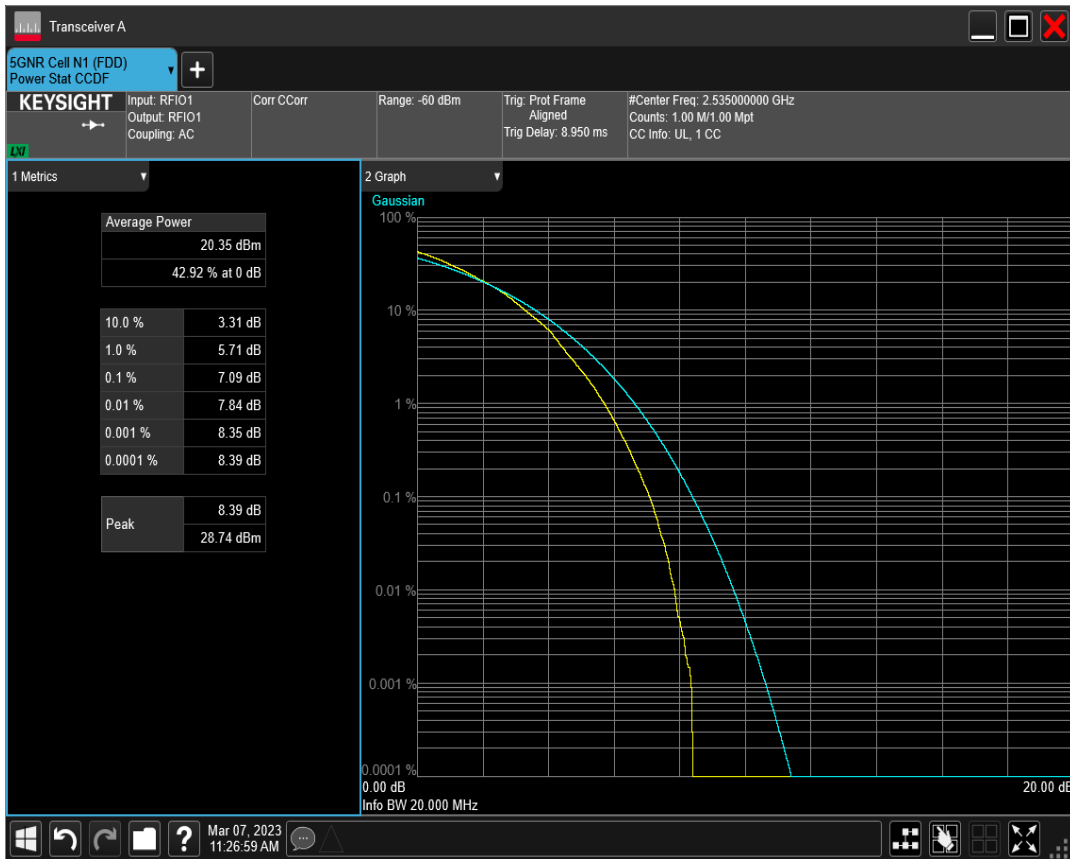 Transceiver A
5GNR Cell N1 (FDD)
Power Stat CCDF
+
KEYSIGHT
LXI
Input: RFIO1
Output: RFIO1
Coupling: AC
Corr CCorr
Range: -60 dBm
Trig: Prot Frame
Aligned
Trig Delay: 8.950 ms
#Center Freq: 2.535000000 GHz
Counts: 1.00 M/1.00 Mpt
CC Info: UL, 1 CC
1 Metrics
Average Power
20.35 dBm
42.92 % at 0 dB
10.0 % 3.31 dB
1.0 % 5.71 dB
0.1 % 7.09 dB
0.01 % 7.84 dB
0.001 % 8.35 dB
0.0001 % 8.39 dB
Peak 8.39 dB
28.74 dBm
2 Graph
Gaussian
100 %
10 %
1 %
0.1 %
0.01 %
0.001 %
0.0001 %
0.00 dB 20.00 dB
Info BW 20.000 MHz
?
Mar 07, 2023
11:26:59 AM